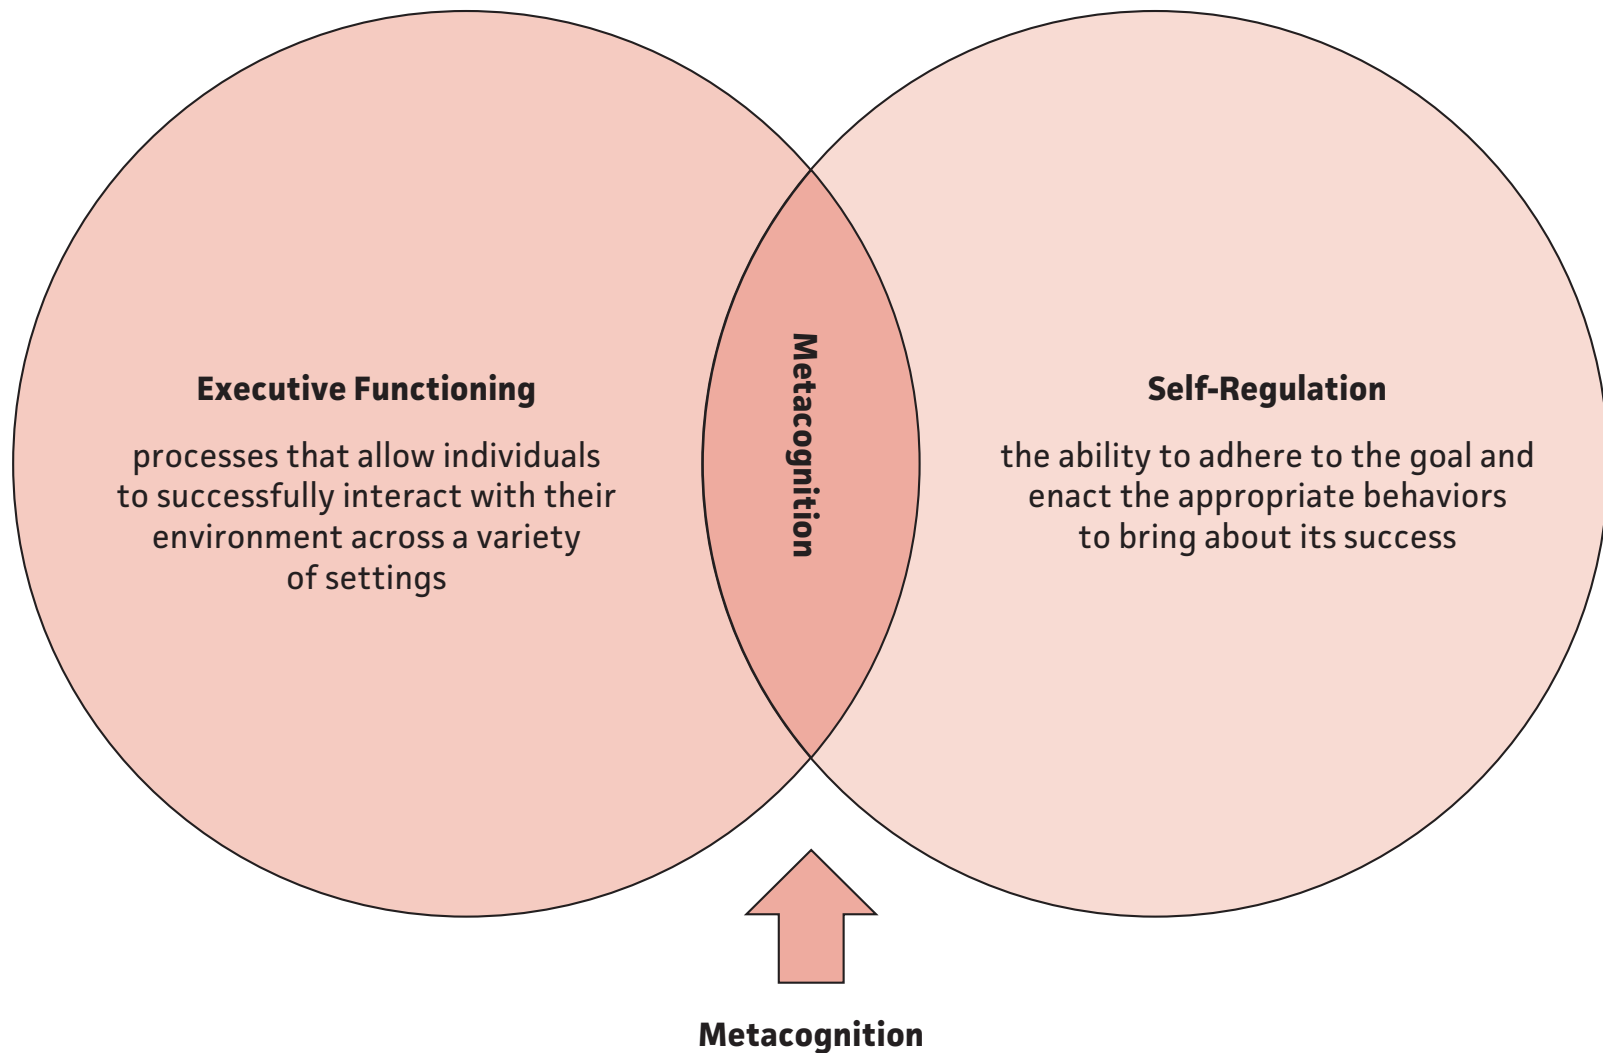 Executive Functioning
processes that allow individuals
to successfully interact with their
environment across a variety
of settings
Metacognition
Self-Regulation
the ability to adhere to the goal and
enact the appropriate behaviors
to bring about its success
Metacognition